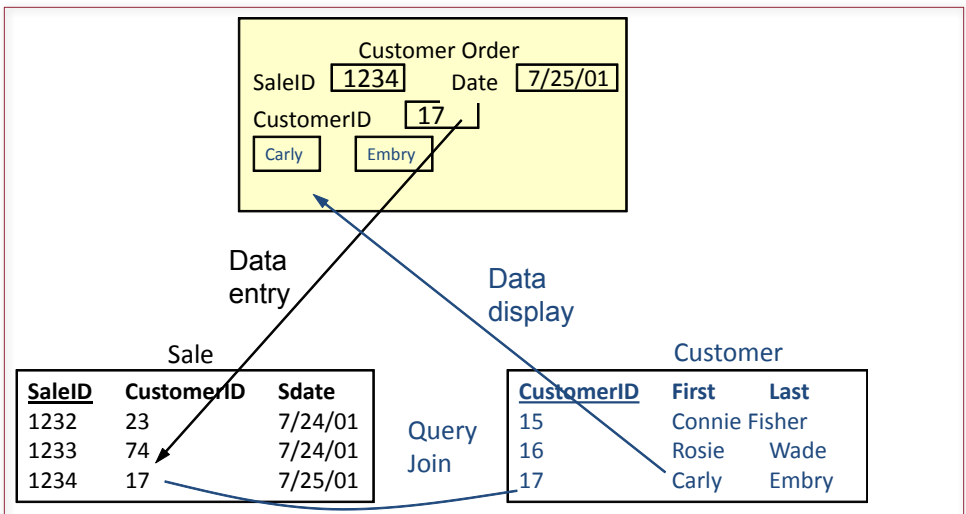 Customer Order
SaleID 1234 Date 7/25/01
CustomerID 17
Carly Embry
Data
entry
Data
display
Sale
SaleID CustomerID Sdate
1232 23 7/24/01
1233 74 7/24/01
1234 17 7/25/01
Query
Join
Customer
CustomerID First Last
15 Connie Fisher
16 Rosie Wade
17 Carly Embry